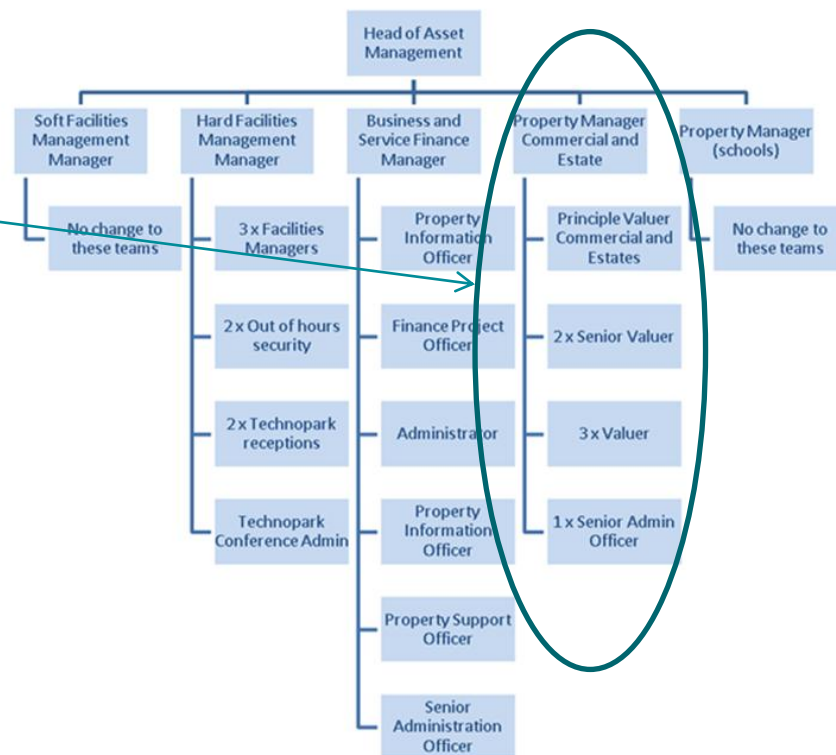 Head of Asset
Management
Soft Facilities
Management
Manager
Hard Facilities
Management
Manager
Business and
Service Finance
Manager
Property Manager
Commercial and
Estate
Property Manager
(schools)
No change to
these teams
3 x Facilities
Managers
2 x Out of hours
security
2 x Technopark
receptions
Technopark
Conference Admin
Property
Information
Officer
Finance Project
Officer
Administrator
Property
Information
Officer
Property Support
Officer
Senior
Administration
Officer
Principle Valuer
Commercial and
Estates
2 x Senior Valuer
3 x Valuer
1 x Senior Admin
Officer
No change to
these teams